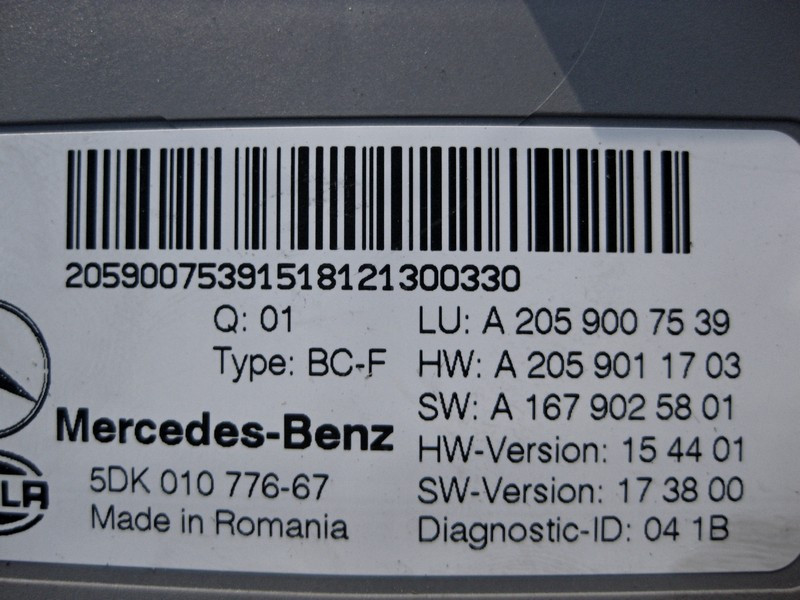 20590075391518121300330
Q: 01
Type: BC-F
LU: A 205 900 75 39
HW: A 205 901 17 03
SW: A 167 902 58 01
HW-Version: 15 44 01
SW-Version: 17 38 00
Diagnostic-ID: 04 1B
Mercedes-Benz
5DK 010 776-67
Made in Romania